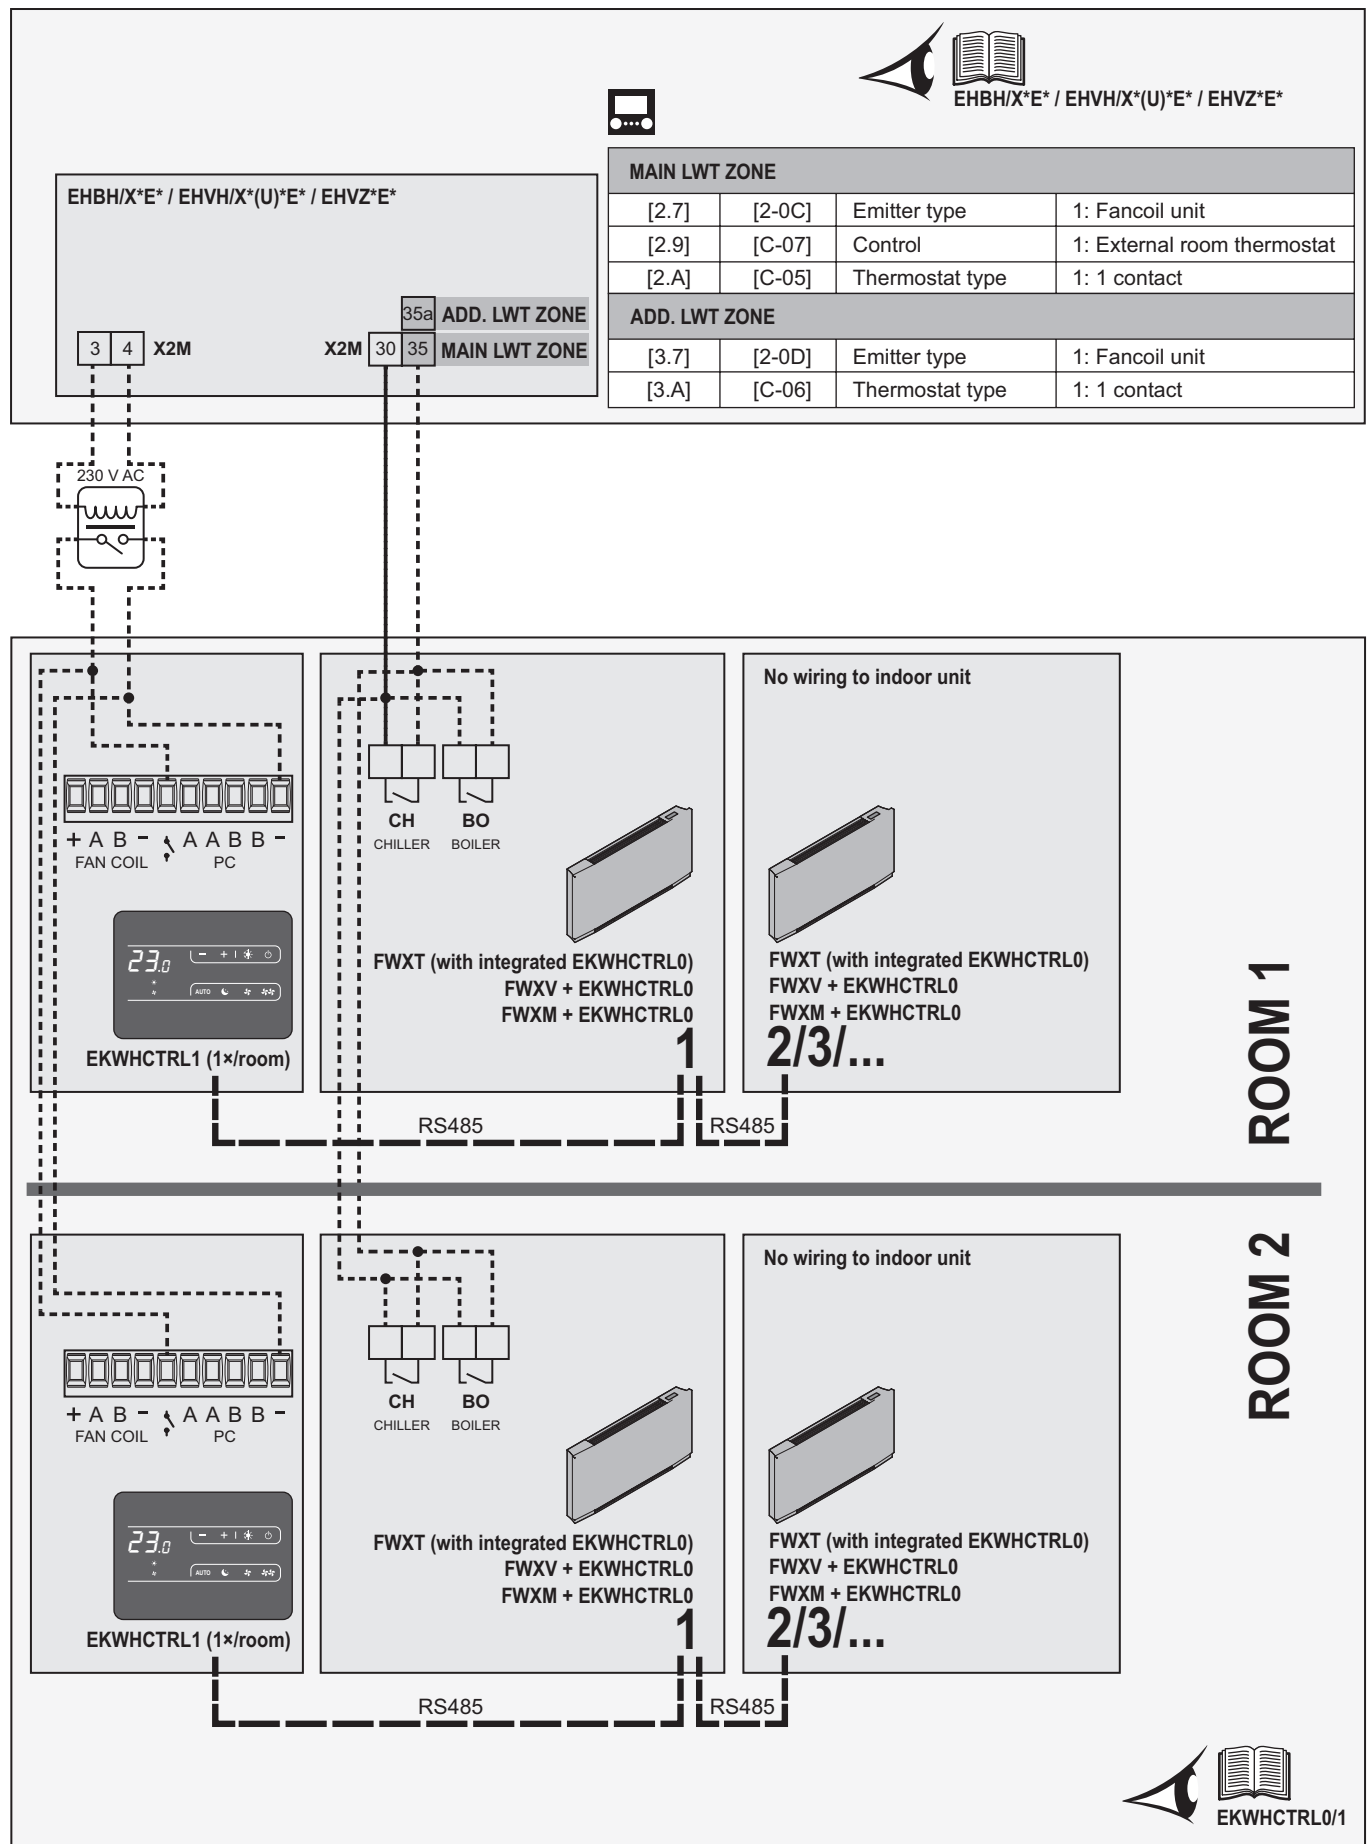 EHBH/X*E* / EHVH/X*(U)*E* / EHVZ*E*
EHBH/X*E* / EHVH/X*(U)*E* / EHVZ*E*
3 4 X2M
35a ADD. LWT ZONE
X2M 30 35 MAIN LWT ZONE
MAIN LWT ZONE
[2.7] [2-0C] Emitter type 1: Fancoil unit
[2.9] [C-07] Control 1: External room thermostat
[2.A] [C-05] Thermostat type 1: 1 contact
ADD. LWT ZONE
[3.7] [2-0D] Emitter type 1: Fancoil unit
[3.A] [C-06] Thermostat type 1: 1 contact
230 V AC
ROOM 1
+ A B - A A B B -
FAN COIL PC
23.0 - +
AUTO
EKWHCTRL1 (1×/room)
CH BO
CHILLER BOILER
FWXT (with integrated EKWHCTRL0)
FWXV + EKWHCTRL0
FWXM + EKWHCTRL0
1
No wiring to indoor unit
FWXT (with integrated EKWHCTRL0)
FWXV + EKWHCTRL0
FWXM + EKWHCTRL0
2/3/...
RS485 RS485
ROOM 2
+ A B - A A B B -
FAN COIL PC
23.0 - +
AUTO
EKWHCTRL1 (1×/room)
CH BO
CHILLER BOILER
FWXT (with integrated EKWHCTRL0)
FWXV + EKWHCTRL0
FWXM + EKWHCTRL0
1
No wiring to indoor unit
FWXT (with integrated EKWHCTRL0)
FWXV + EKWHCTRL0
FWXM + EKWHCTRL0
2/3/...
RS485 RS485
EKWHCTRL0/1